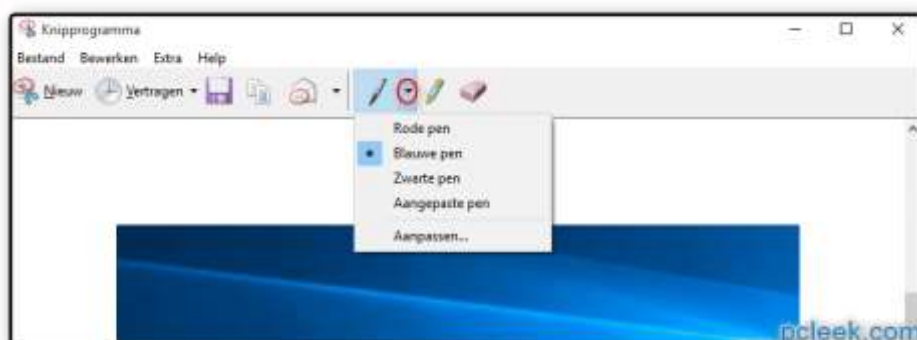 Knipprogramma
Bestand Bewerken Extra Help
Nieuw Vertragen
Rode pen
Blauwe pen
Zwarte pen
Aangepaste pen
Aanpassen...
pcleek.com